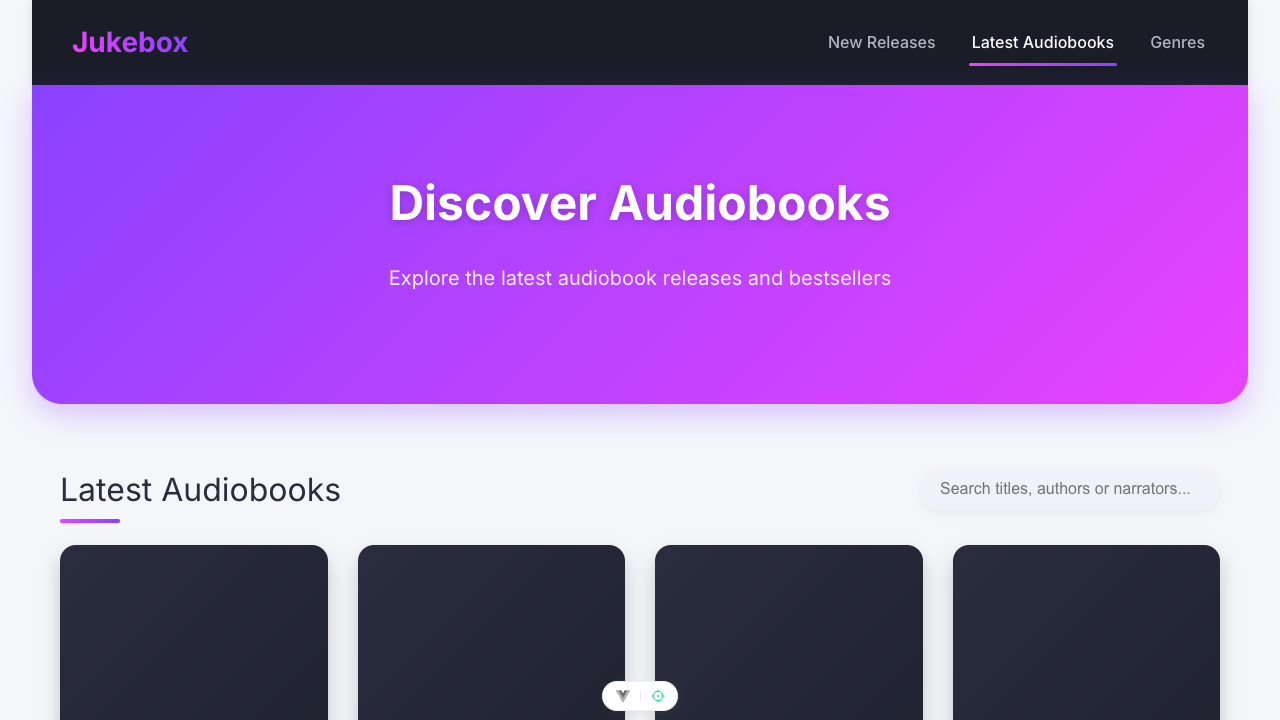 Jukebox
New Releases
Latest Audiobooks
Genres
Discover Audiobooks
Explore the latest audiobook releases and bestsellers
Latest Audiobooks
Search titles, authors or narrators...